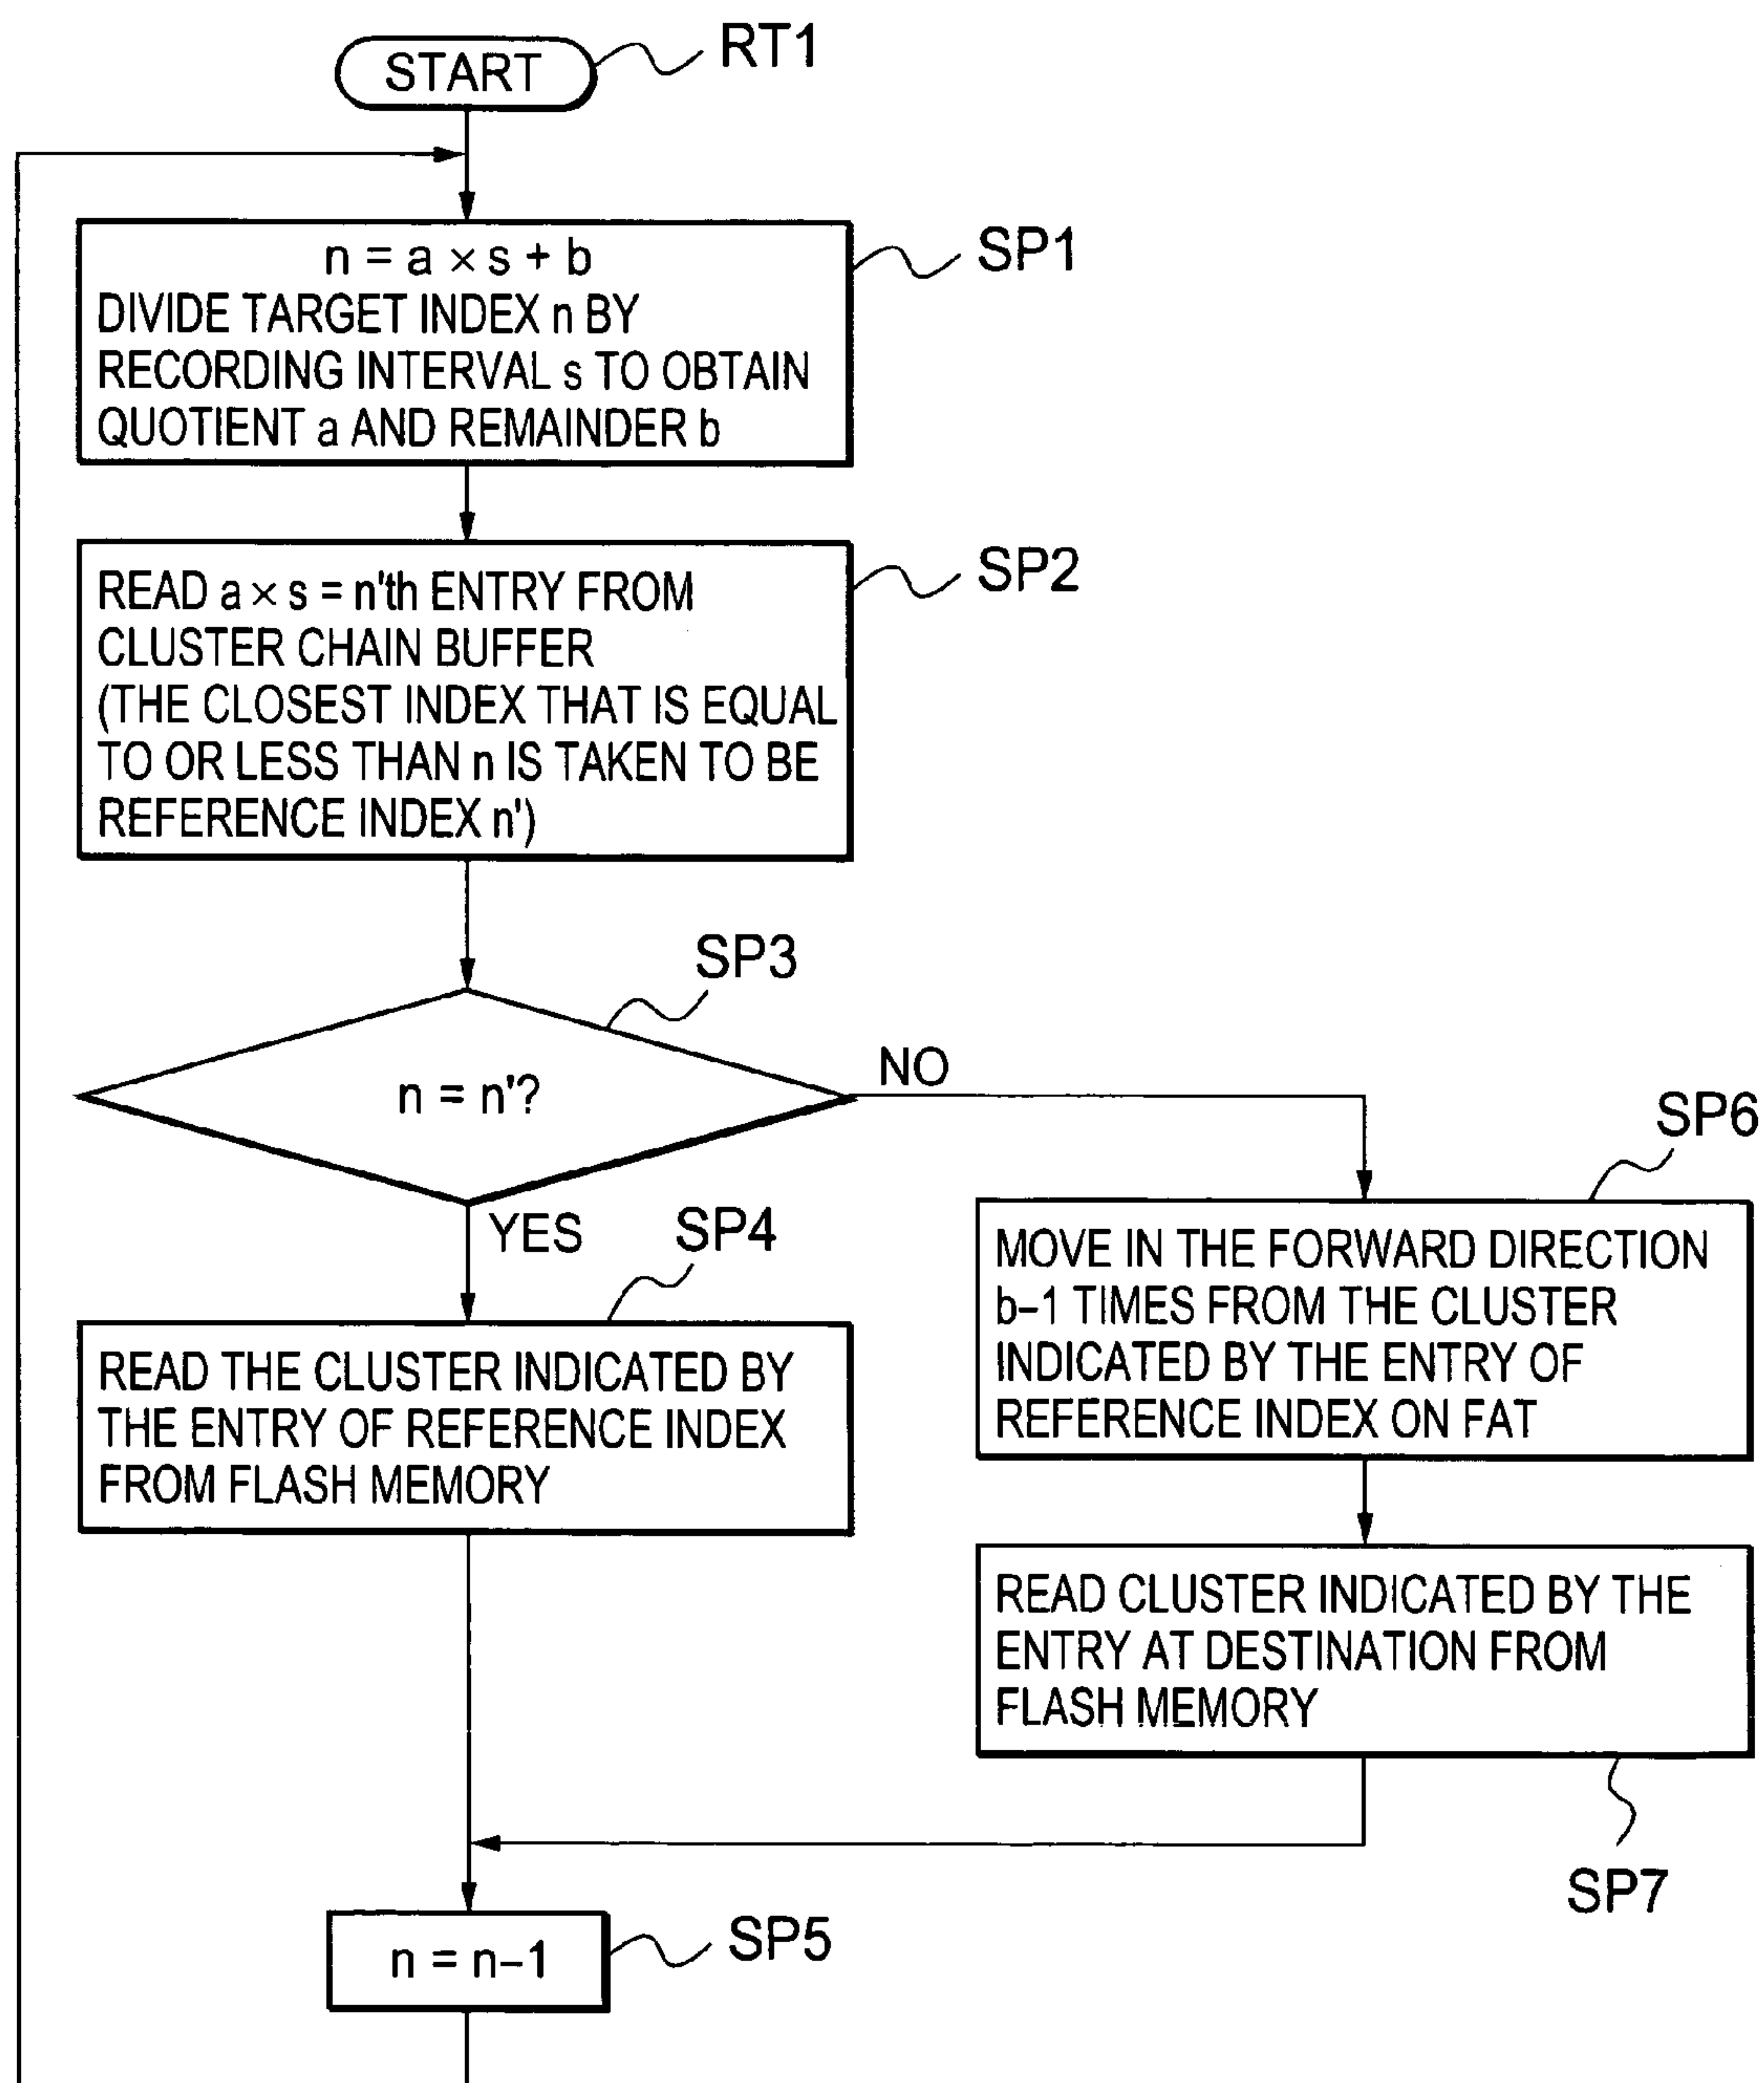 START
RT1
n = a × s + b
DIVIDE TARGET INDEX n BY
RECORDING INTERVAL s TO OBTAIN
QUOTIENT a AND REMAINDER b
SP1
READ a × s = n'th ENTRY FROM
CLUSTER CHAIN BUFFER
(THE CLOSEST INDEX THAT IS EQUAL
TO OR LESS THAN n IS TAKEN TO BE
REFERENCE INDEX n')
SP2
SP3
n = n'?
NO
YES
SP4
READ THE CLUSTER INDICATED BY
THE ENTRY OF REFERENCE INDEX
FROM FLASH MEMORY
SP6
MOVE IN THE FORWARD DIRECTION
b–1 TIMES FROM THE CLUSTER
INDICATED BY THE ENTRY OF
REFERENCE INDEX ON FAT
READ CLUSTER INDICATED BY THE
ENTRY AT DESTINATION FROM
FLASH MEMORY
SP7
n = n–1
SP5